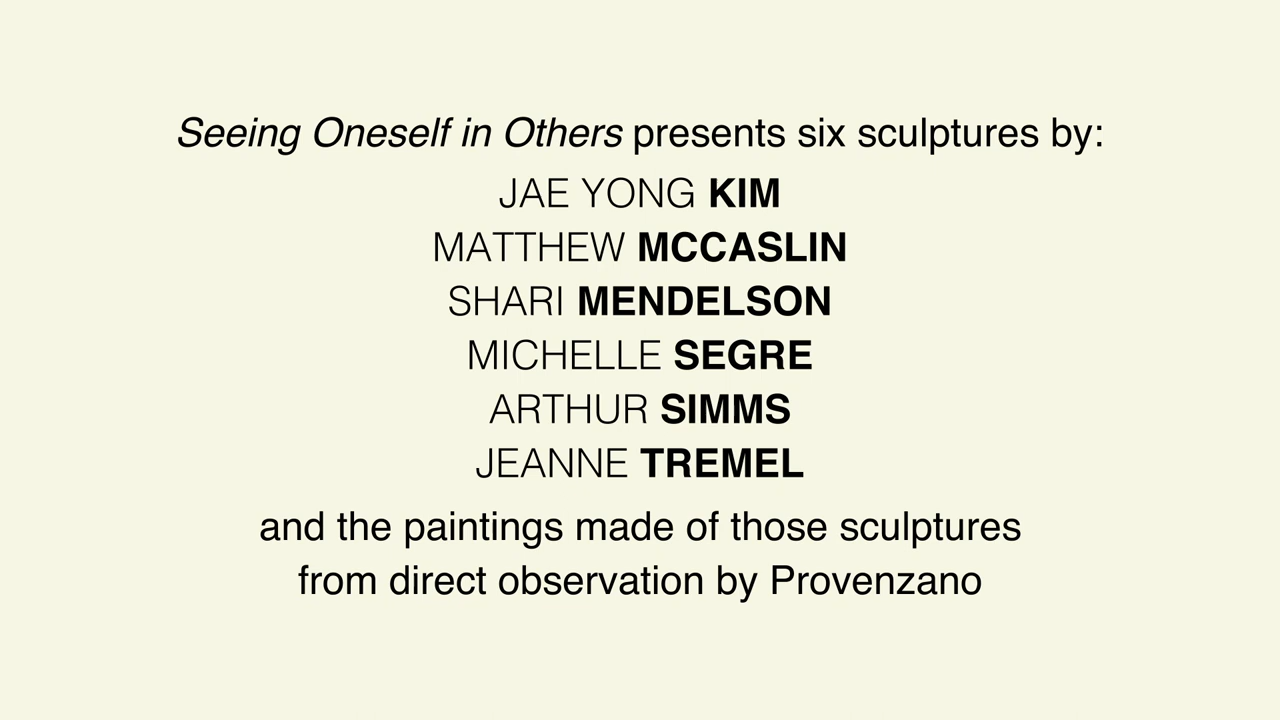 Seeing Oneself in Others presents six sculptures by:
JAE YONG KIM
MATTHEW MCCASLIN
SHARI MENDELSON
MICHELLE SEGRE
ARTHUR SIMMS
JEANNE TREMEL
and the paintings made of those sculptures
from direct observation by Provenzano